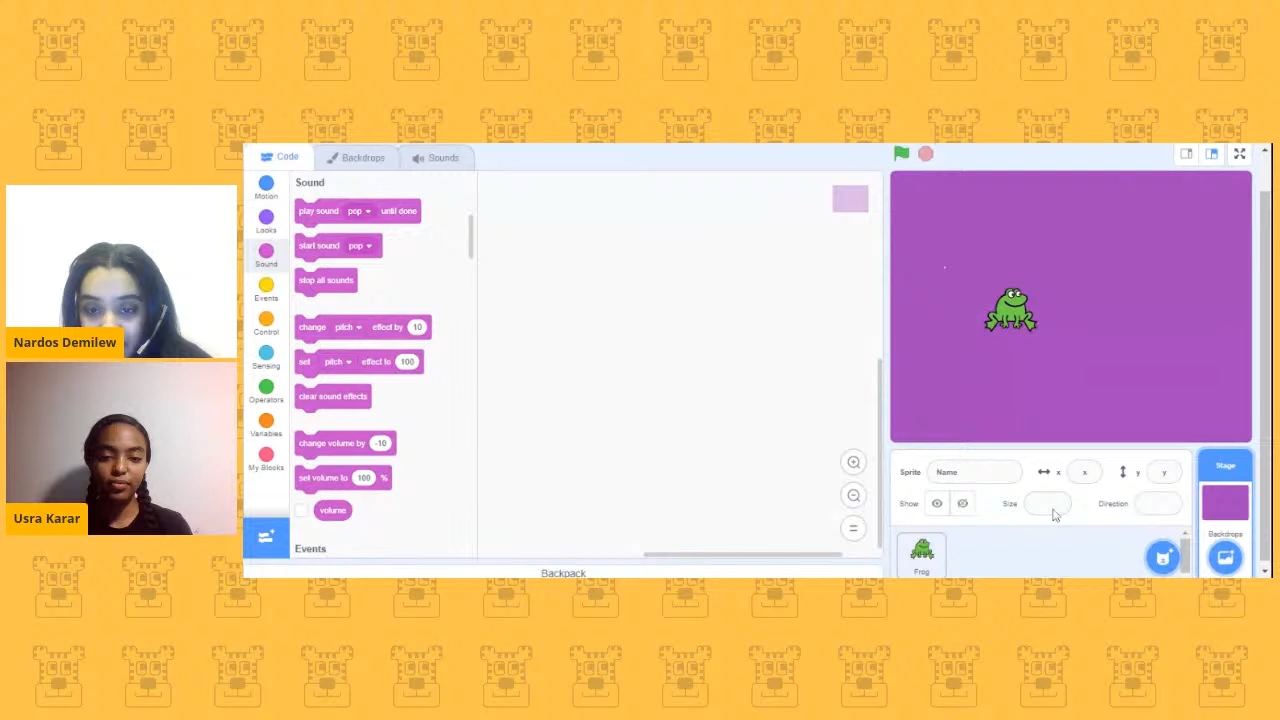 Code
Backdrops
Sounds
Motion
Looks
Sound
Events
Control
Sensing
Operators
Variables
My Blocks
Sound
play sound pop until done
start sound pop
stop all sounds
change pitch effect by 10
set pitch effect to 100
clear sound effects
change volume by -10
set volume to 100 %
volume
Events
Backpack
Sprite Name x x y y
Show Size Direction
Frog
Stage
Backdrops
Nardos Demilew
Usra Karar